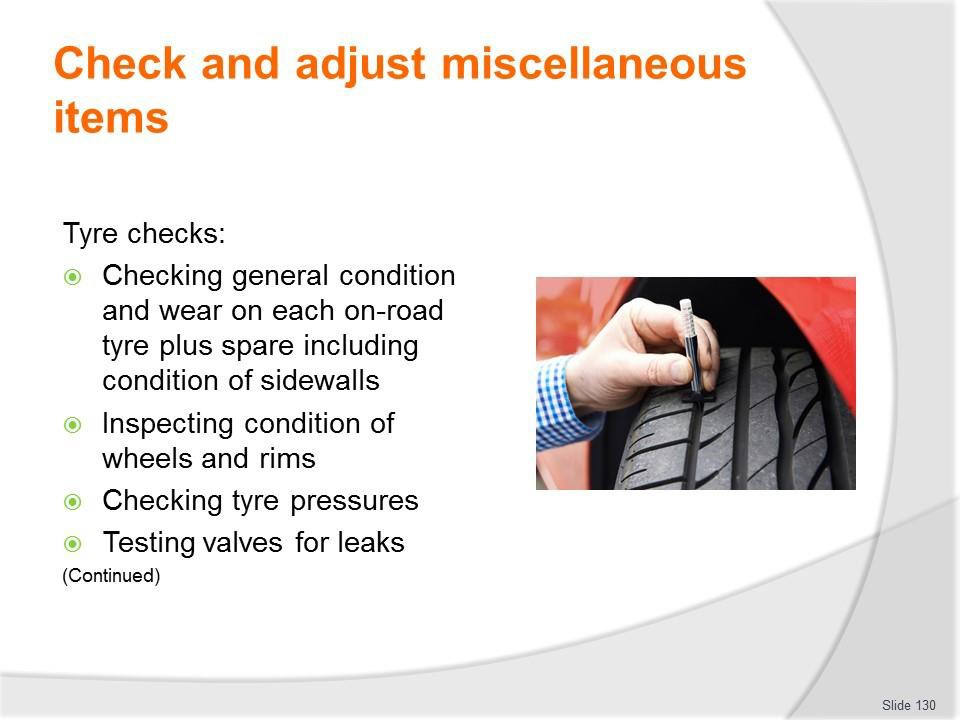 Check and adjust miscellaneous
items
Tyre checks:
Checking general condition
and wear on each on-road
tyre plus spare including
condition of sidewalls
Inspecting condition of
wheels and rims
Checking tyre pressures
Testing valves for leaks
(Continued)
Slide 130